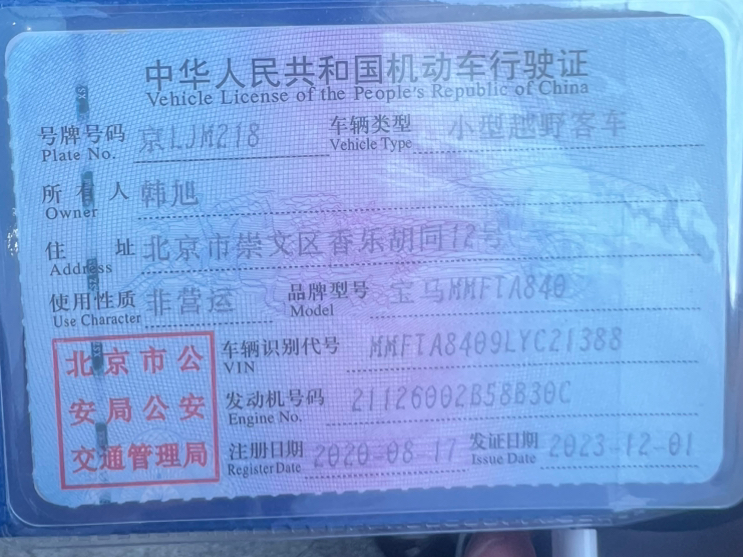 中华人民共和国机动车行驶证
Vehicle License of the People's Republic of China
号牌号码 京LJM218 车辆类型 小型越野客车
Plate No. Vehicle Type
所有人 韩旭
Owner
住址 北京市崇文区香乐胡同12号
Address
使用性质 非营运 品牌型号 宝马MMFTA840
Use Character Model
车辆识别代号 MMFTA8409LYC21388
VIN
发动机号码 21126002B58B30C
Engine No.
注册日期 2020-08-17 发证日期 2023-12-01
Register Date Issue Date
北京市公
安局公安
交通管理局